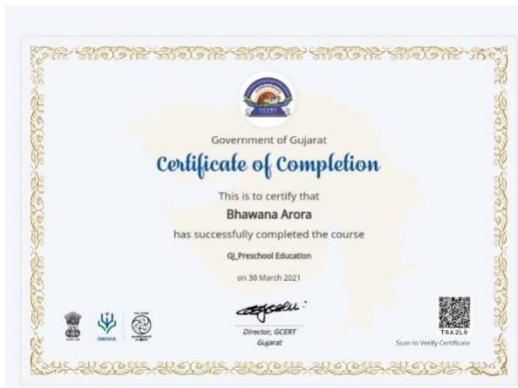 Government of Gujarat
Certificate of Completion
This is to certify that
Bhawana Arora
has successfully completed the course
GJ_Preschool Education
on 30 March 2021
Director, GCERT
Gujarat
T6A2L9
Scan to Verify Certificate